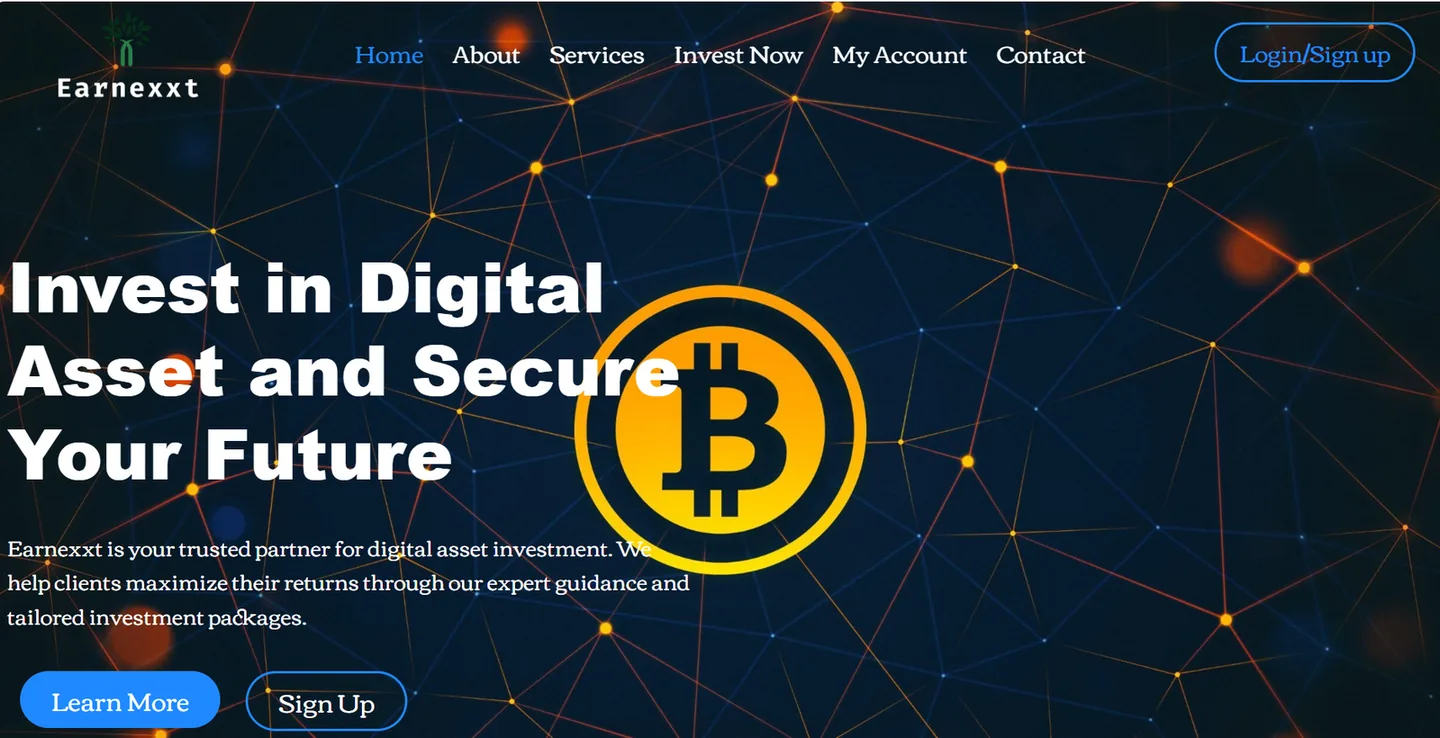 Earnexxt
Home About Services Invest Now My Account Contact
Login/Sign up
Invest in Digital
Asset and Secure
Your Future
Earnexxt is your trusted partner for digital asset investment. We
help clients maximize their returns through our expert guidance and
tailored investment packages.
Learn More
Sign Up